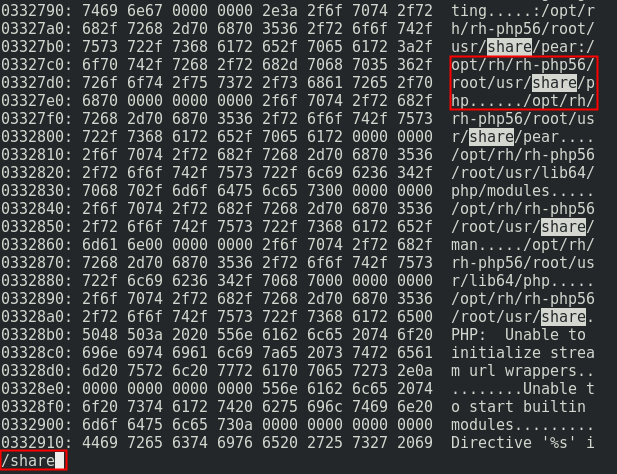 0332790: 7469 6e67 0000 0000 2e3a 2f6f 7074 2f72 ting.....:/opt/r
03327a0: 682f 7268 2d70 6870 3536 2f72 6f6f 742f h/rh-php56/root/
03327b0: 7573 722f 7368 6172 652f 7065 6172 3a2f usr/share/pear:/
03327c0: 6f70 742f 7268 2f72 682d 7068 7035 362f opt/rh/rh-php56/
03327d0: 726f 6f74 2f75 7372 2f73 6861 7265 2f70 root/usr/share/p
03327e0: 6870 0000 0000 0000 2f6f 7074 2f72 682f hp....../opt/rh/
03327f0: 7268 2d70 6870 3536 2f72 6f6f 742f 7573 rh-php56/root/us
0332800: 722f 7368 6172 652f 7065 6172 0000 0000 r/share/pear....
0332810: 2f6f 7074 2f72 682f 7268 2d70 6870 3536 /opt/rh/rh-php56
0332820: 2f72 6f6f 742f 7573 722f 6c69 6236 342f /root/usr/lib64/
0332830: 7068 702f 6d6f 6475 6c65 7300 0000 0000 php/modules.....
0332840: 2f6f 7074 2f72 682f 7268 2d70 6870 3536 /opt/rh/rh-php56
0332850: 2f72 6f6f 742f 7573 722f 7368 6172 652f /root/usr/share/
0332860: 6d61 6e00 0000 0000 2f6f 7074 2f72 682f man...../opt/rh/
0332870: 7268 2d70 6870 3536 2f72 6f6f 742f 7573 rh-php56/root/us
0332880: 722f 6c69 6236 342f 7068 7000 0000 0000 r/lib64/php.....
0332890: 2f6f 7074 2f72 682f 7268 2d70 6870 3536 /opt/rh/rh-php56
03328a0: 2f72 6f6f 742f 7573 722f 7368 6172 6500 /root/usr/share.
03328b0: 5048 503a 2020 556e 6162 6c65 2074 6f20 PHP:  Unable to
03328c0: 696e 6974 6961 6c69 7a65 2073 7472 6561 initialize strea
03328d0: 6d20 7572 6c20 7772 6170 7065 7273 2e0a m url wrappers..
03328e0: 0000 0000 0000 0000 556e 6162 6c65 2074 ........Unable t
03328f0: 6f20 7374 6172 7420 6275 696c 7469 6e20 o start builtin
0332900: 6d6f 6475 6c65 730a 0000 0000 0000 0000 modules.........
0332910: 4469 7265 6374 6976 6520 2725 7327 2069 Directive '%s' i
/share